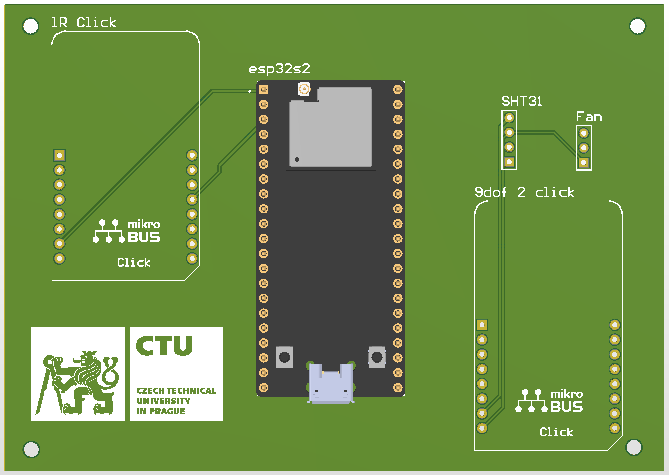 IR Click
esp32s2
SHT31
Fan
9dof 2 click
mikro
BUS
Click
CTU
CZECH TECHNICAL
UNIVERSITY
IN PRAGUE
mikro
BUS
Click